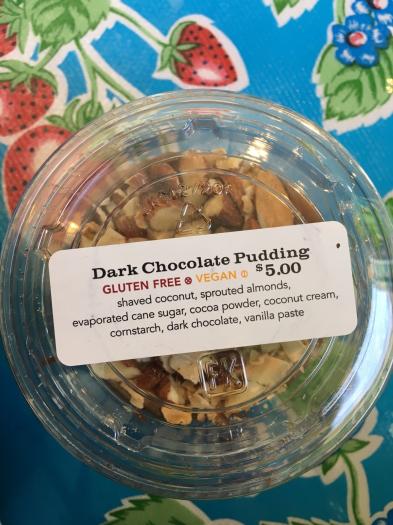 Dark Chocolate Pudding
GLUTEN FREE VEGAN $5.00
shaved coconut, sprouted almonds,
evaporated cane sugar, cocoa powder, coconut cream,
cornstarch, dark chocolate, vanilla paste